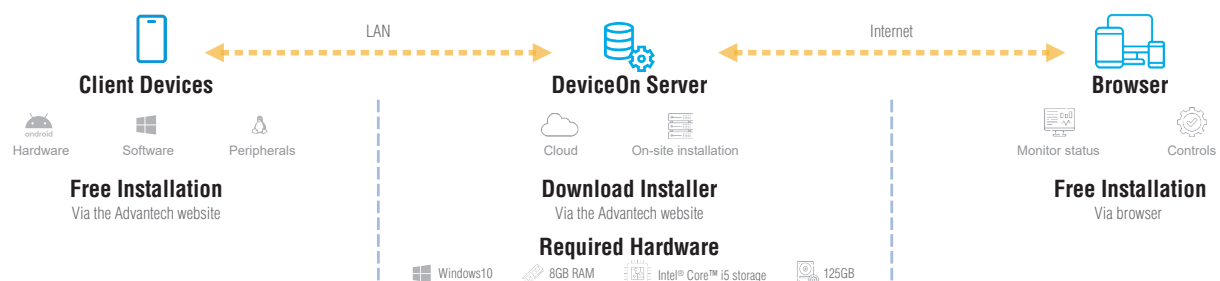 LAN
Internet
Client Devices
DeviceOn Server
Browser
android
Hardware
Software
Peripherals
Cloud
On-site installation
Monitor status
Controls
Free Installation
Via the Advantech website
Download Installer
Via the Advantech website
Free Installation
Via browser
Required Hardware
Windows10
8GB RAM
Intel® Core™ i5 storage
125GB